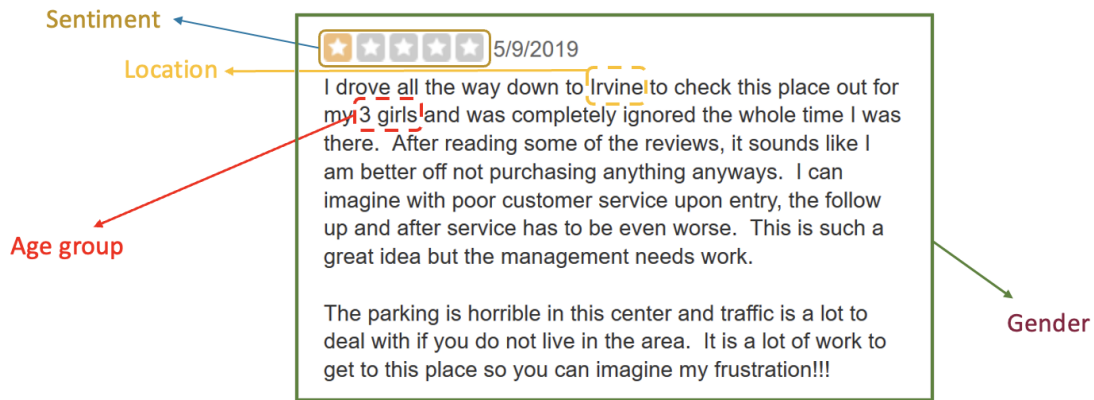 Sentiment
5/9/2019
Location
I drove all the way down to Irvine to check this place out for
my 3 girls and was completely ignored the whole time I was
there.  After reading some of the reviews, it sounds like I
am better off not purchasing anything anyways.  I can
imagine with poor customer service upon entry, the follow
up and after service has to be even worse.  This is such a
great idea but the management needs work.
Age group
The parking is horrible in this center and traffic is a lot to
deal with if you do not live in the area.  It is a lot of work to
get to this place so you can imagine my frustration!!!
Gender